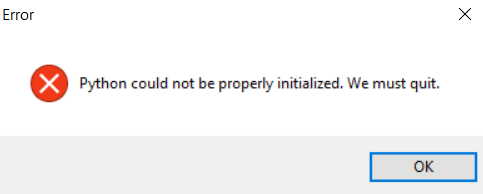 Error
Python could not be properly initialized. We must quit.
OK